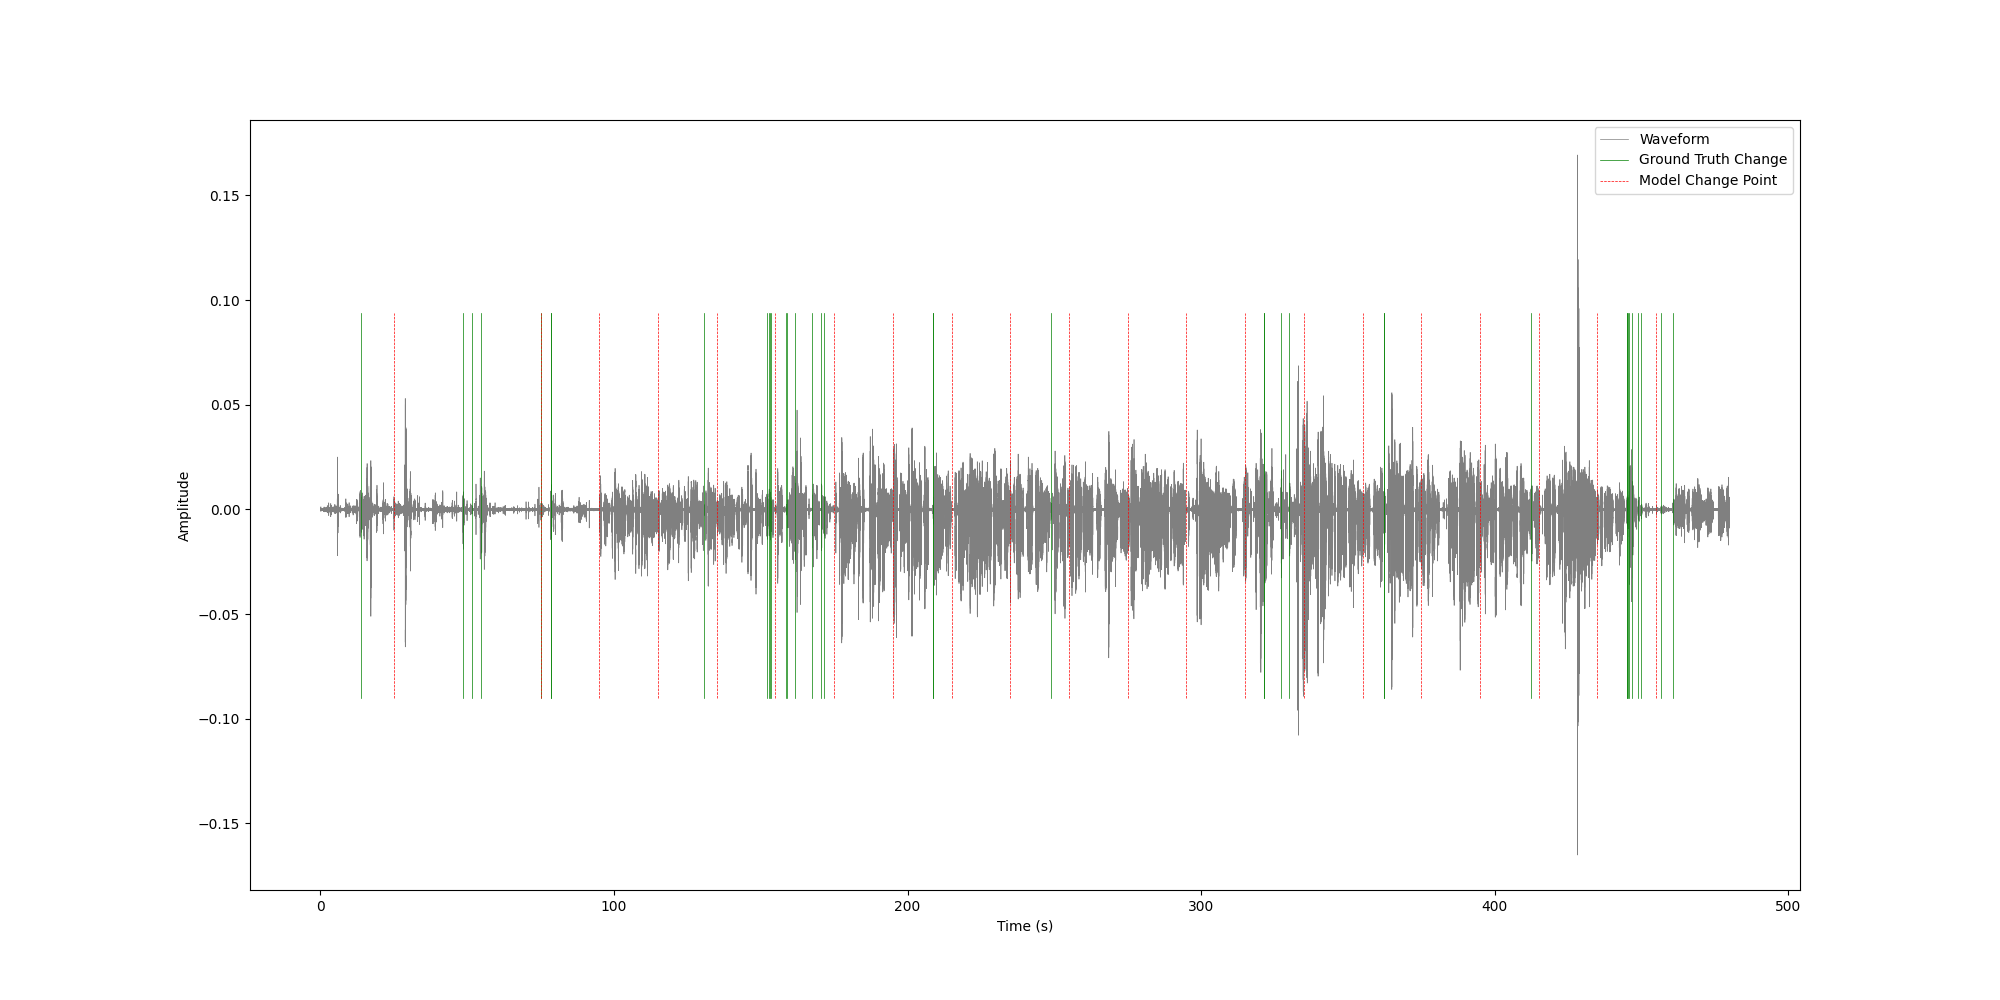 Waveform
Ground Truth Change
Model Change Point
0.15
0.10
0.05
0.00
−0.05
−0.10
−0.15
Amplitude
0 100 200 300 400 500
Time (s)